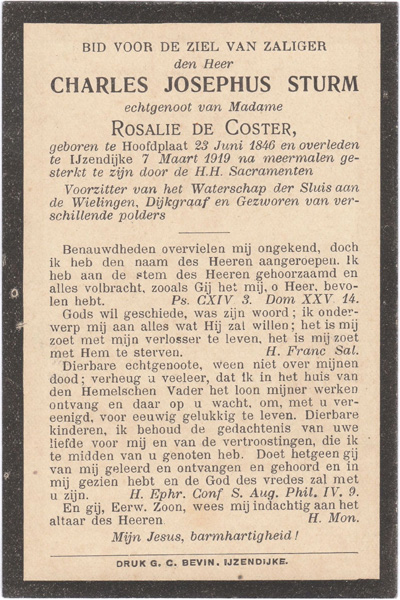 BID VOOR DE ZIEL VAN ZALIGER
den Heer
CHARLES JOSEPHUS STURM
echtgenoot van Madame
ROSALIE DE COSTER,
geboren te Hoofdplaat 23 Juni 1846 en overleden
te IJzendijke 7 Maart 1919 na meermalen ge-
sterkt te zijn door de H.H. Sacramenten
Voorzitter van het Waterschap der Sluis aan
de Wielingen, Dijkgraaf en Gezworen van ver-
schillende polders
Benauwdheden overvielen mij ongekend, doch
ik heb den naam des Heeren aangeroepen. Ik
heb aan de stem des Heeren gehoorzaamd en
alles volbracht, zooals Gij het mij, o Heer, bevo-
len hebt. Ps. CXIV 3. Dom XXV 14.
Gods wil geschiede, was zijn woord; ik onder-
werp mij aan alles wat Hij zal willen; het is mij
zoet met mijn verlosser te leven, het is mij zoet
met Hem te sterven. H. Franc Sal.
Dierbare echtgenoote, ween niet over mijnen
dood; verheug u veeleer, dat ik in het huis van
den Hemelschen Vader het loon mijner werken
ontvang en daar op u wacht, om, met u ver-
eenigd, voor eeuwig gelukkig te leven. Dierbare
kinderen, ik behoud de gedachtenis van uwe
liefde voor mij en van de vertroostingen, die ik
te midden van u genoten heb. Doet hetgeen gij
van mij geleerd en ontvangen en gehoord en in
mij gezien hebt en de God des vredes zal met
u zijn. H. Ephr. Conf S. Aug. Phil. IV. 9.
En gij, Eerw. Zoon, wees mij indachtig aan het
altaar des Heeren. H. Mon.
Mijn Jesus, barmhartigheid!
DRUK G. C. BEVIN. IJZENDIJKE.